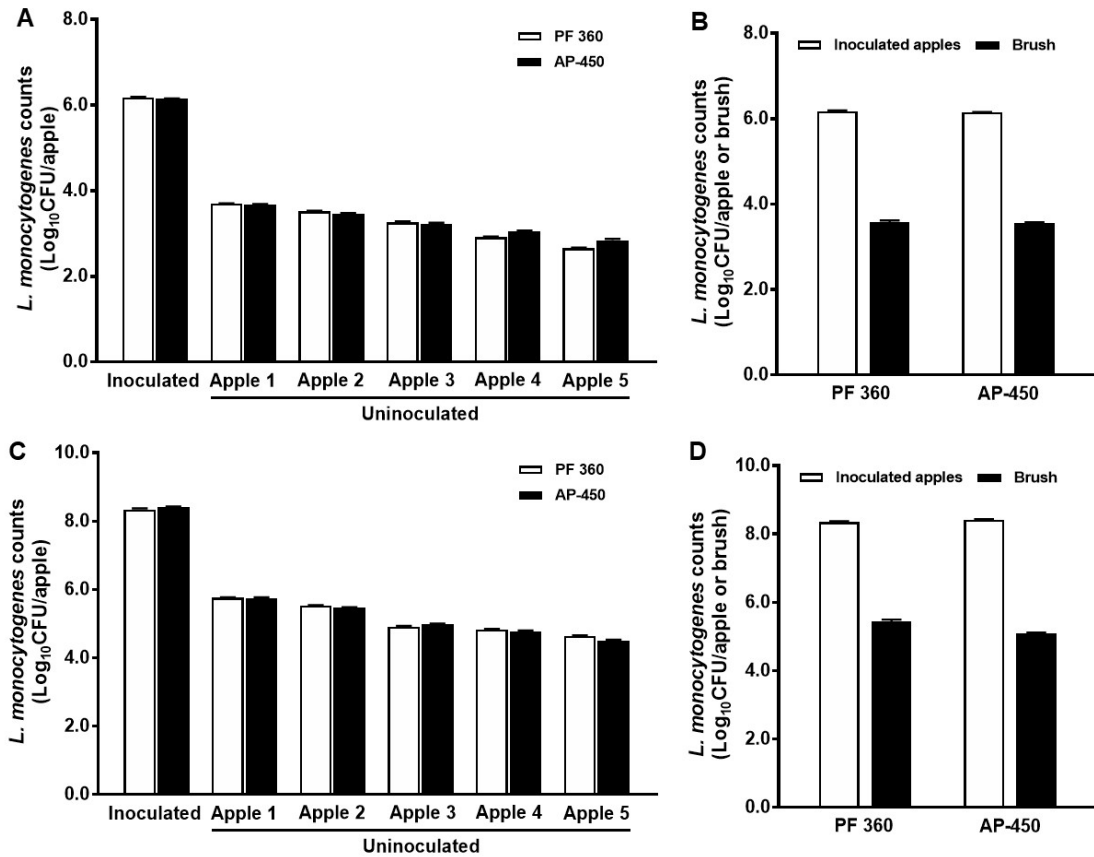 A
L. monocytogenes counts
(Log₁₀CFU/apple)
8.0
6.0
4.0
2.0
0.0
PF 360
AP-450
Inoculated Apple 1 Apple 2 Apple 3 Apple 4 Apple 5
Uninoculated
B
L. monocytogenes counts
(Log₁₀CFU/apple or brush)
8.0
6.0
4.0
2.0
0.0
Inoculated apples Brush
PF 360 AP-450
C
L. monocytogenes counts
(Log₁₀CFU/apple)
10.0
8.0
6.0
4.0
2.0
0.0
PF 360
AP-450
Inoculated Apple 1 Apple 2 Apple 3 Apple 4 Apple 5
Uninoculated
D
L. monocytogenes counts
(Log₁₀CFU/apple or brush)
10.0
8.0
6.0
4.0
2.0
0.0
Inoculated apples Brush
PF 360 AP-450